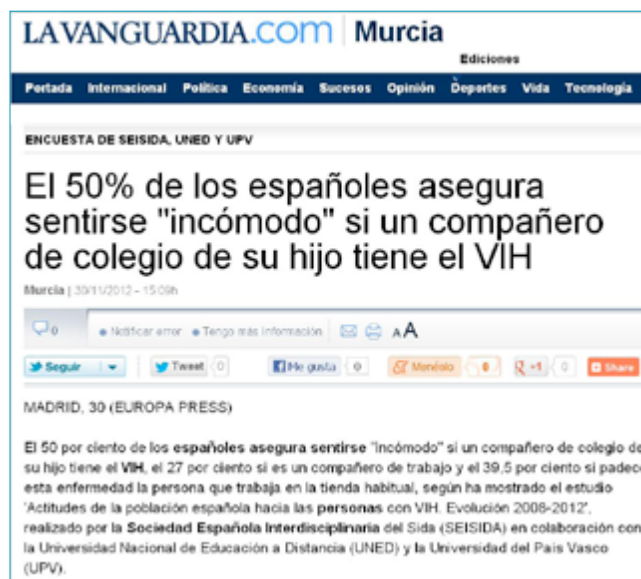 LAVANGUARDIA.COM | Murcia
Ediciones
Portada Internacional Política Economía Sucesos Opinión Deportes Vida Tecnología
ENCUESTA DE SEISIDA, UNED Y UPV
El 50% de los españoles asegura
sentirse "incómodo" si un compañero
de colegio de su hijo tiene el VIH
Murcia | 30/11/2012 - 15:09h
0 Notificar error Tengo más información A A
Seguir Tweet 0 Me gusta 0 Menéalo 0 +1 0 Share
MADRID, 30 (EUROPA PRESS)
El 50 por ciento de los españoles asegura sentirse "incómodo" si un compañero de colegio de
su hijo tiene el VIH, el 27 por ciento si es un compañero de trabajo y el 39,5 por ciento si padece
esta enfermedad la persona que trabaja en la tienda habitual, según ha mostrado el estudio
'Actitudes de la población española hacia las personas con VIH. Evolución 2008-2012',
realizado por la Sociedad Española Interdisciplinaria del Sida (SEISIDA) en colaboración con
la Universidad Nacional de Educación a Distancia (UNED) y la Universidad del País Vasco
(UPV).